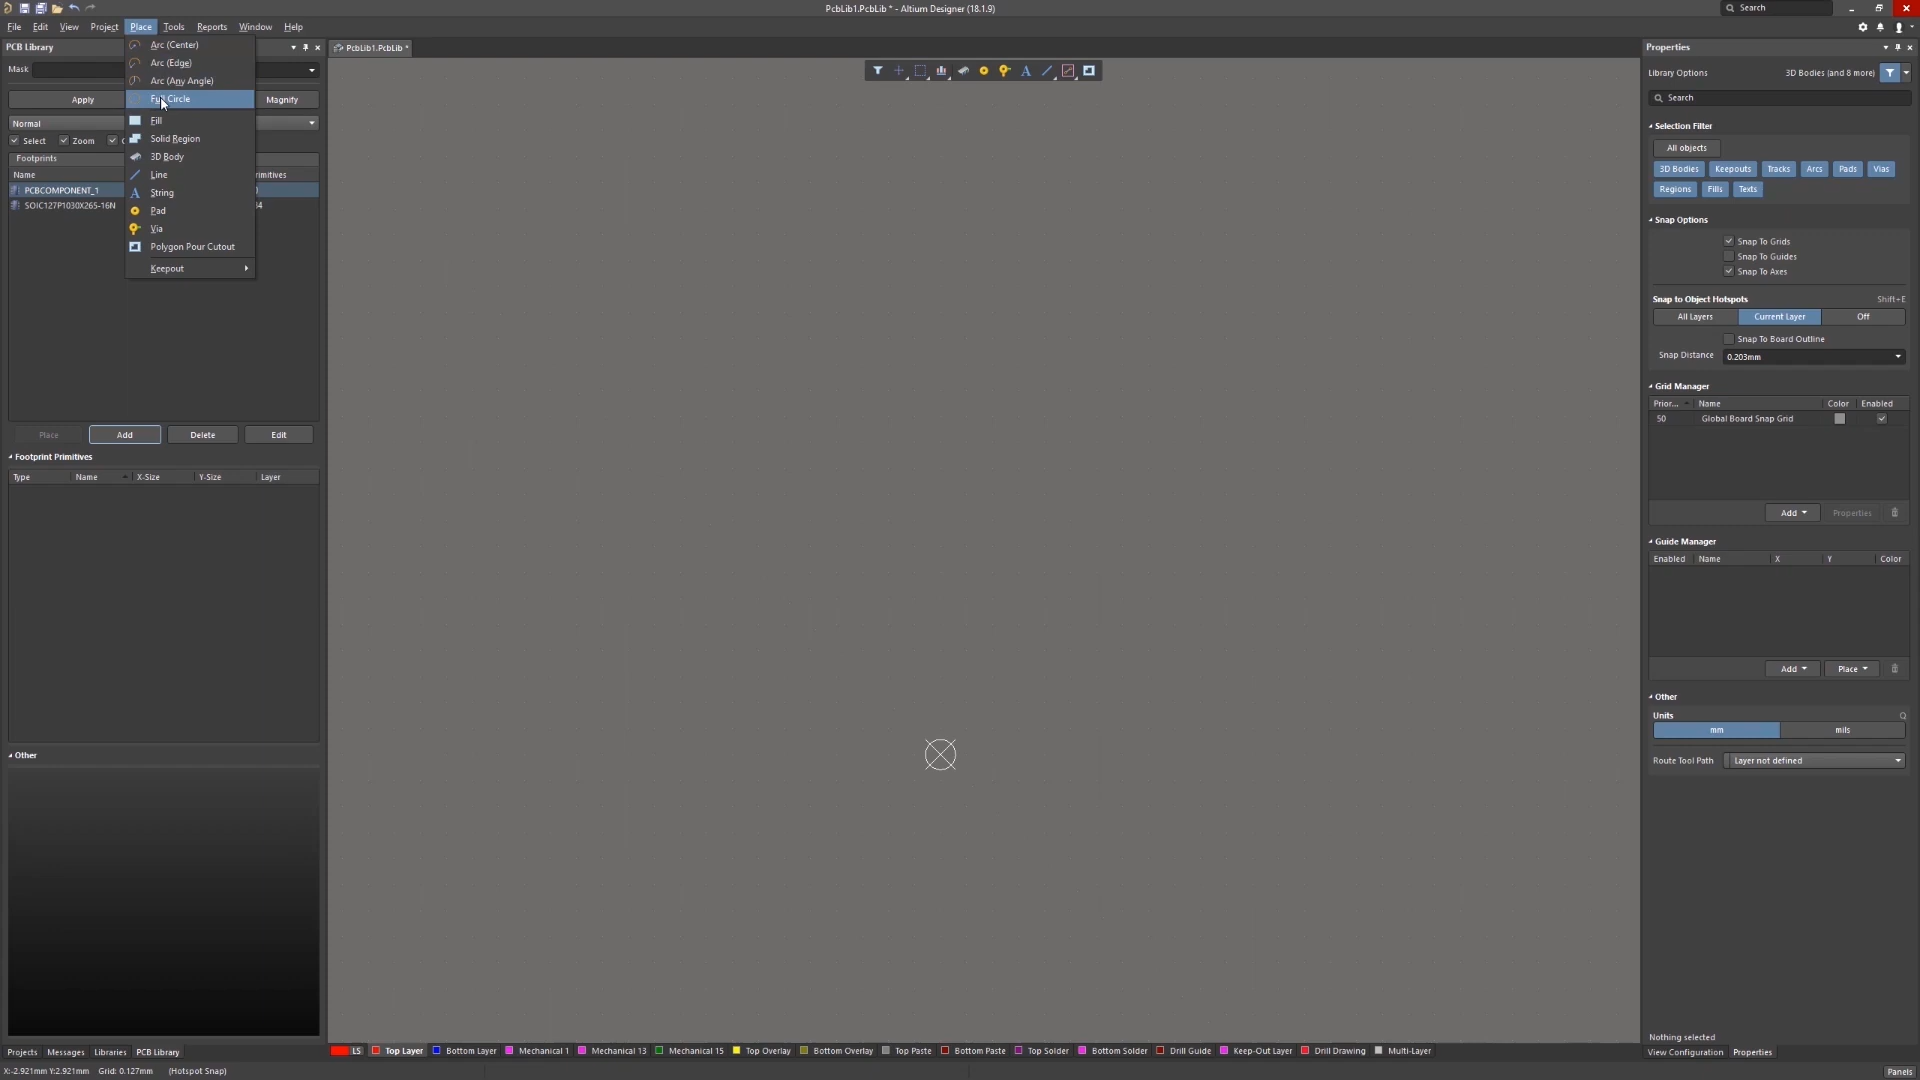 PcbLib1.PcbLib * - Altium Designer (18.1.9)
Search
File Edit View Project Place Tools Reports Window Help
PCB Library
Mask
Apply
Magnify
Normal
Select Zoom
Footprints
Name
PCBCOMPONENT_1
SOIC127P1030X265-16N
Arc (Center)
Arc (Edge)
Arc (Any Angle)
Full Circle
Fill
Solid Region
3D Body
Line
String
Pad
Via
Polygon Pour Cutout
Keepout
Place Add Delete Edit
Footprint Primitives
Type Name X-Size Y-Size Layer
Other
Projects Messages Libraries PCB Library
X:-2.921mm Y:2.921mm Grid: 0.127mm (Hotspot Snap)
PcbLib1.PcbLib *
LS Top Layer Bottom Layer Mechanical 1 Mechanical 13 Mechanical 15 Top Overlay Bottom Overlay Top Paste Bottom Paste Top Solder Bottom Solder Drill Guide Keep-Out Layer Drill Drawing Multi-Layer
Properties
Library Options 3D Bodies (and 8 more)
Search
Selection Filter
All objects
3D Bodies Keepouts Tracks Arcs Pads Vias
Regions Fills Texts
Snap Options
Snap To Grids
Snap To Guides
Snap To Axes
Snap to Object Hotspots Shift+E
All Layers Current Layer Off
Snap To Board Outline
Snap Distance 0.203mm
Grid Manager
Prior... Name Color Enabled
50 Global Board Snap Grid
Add Properties
Guide Manager
Enabled Name X Y Color
Add Place
Other
Units
mm mils
Route Tool Path Layer not defined
Nothing selected
View Configuration Properties
Panels